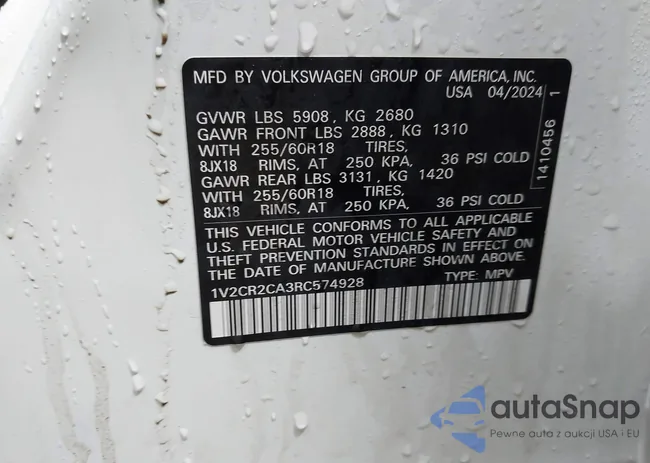 MFD BY VOLKSWAGEN GROUP OF AMERICA, INC.
USA 04/2024
GVWR LBS 5908, KG 2680
GAWR FRONT LBS 2888, KG 1310
WITH 255/60R18 TIRES,
8JX18 RIMS, AT 250 KPA, 36 PSI COLD
GAWR REAR LBS 3131, KG 1420
WITH 255/60R18 TIRES,
8JX18 RIMS, AT 250 KPA, 36 PSI COLD
THIS VEHICLE CONFORMS TO ALL APPLICABLE
U.S. FEDERAL MOTOR VEHICLE SAFETY AND
THEFT PREVENTION STANDARDS IN EFFECT ON
THE DATE OF MANUFACTURE SHOWN ABOVE.
1V2CR2CA3RC574928 TYPE: MPV
1410456 1
autaSnap
Pewne auta z aukcji USA i EU